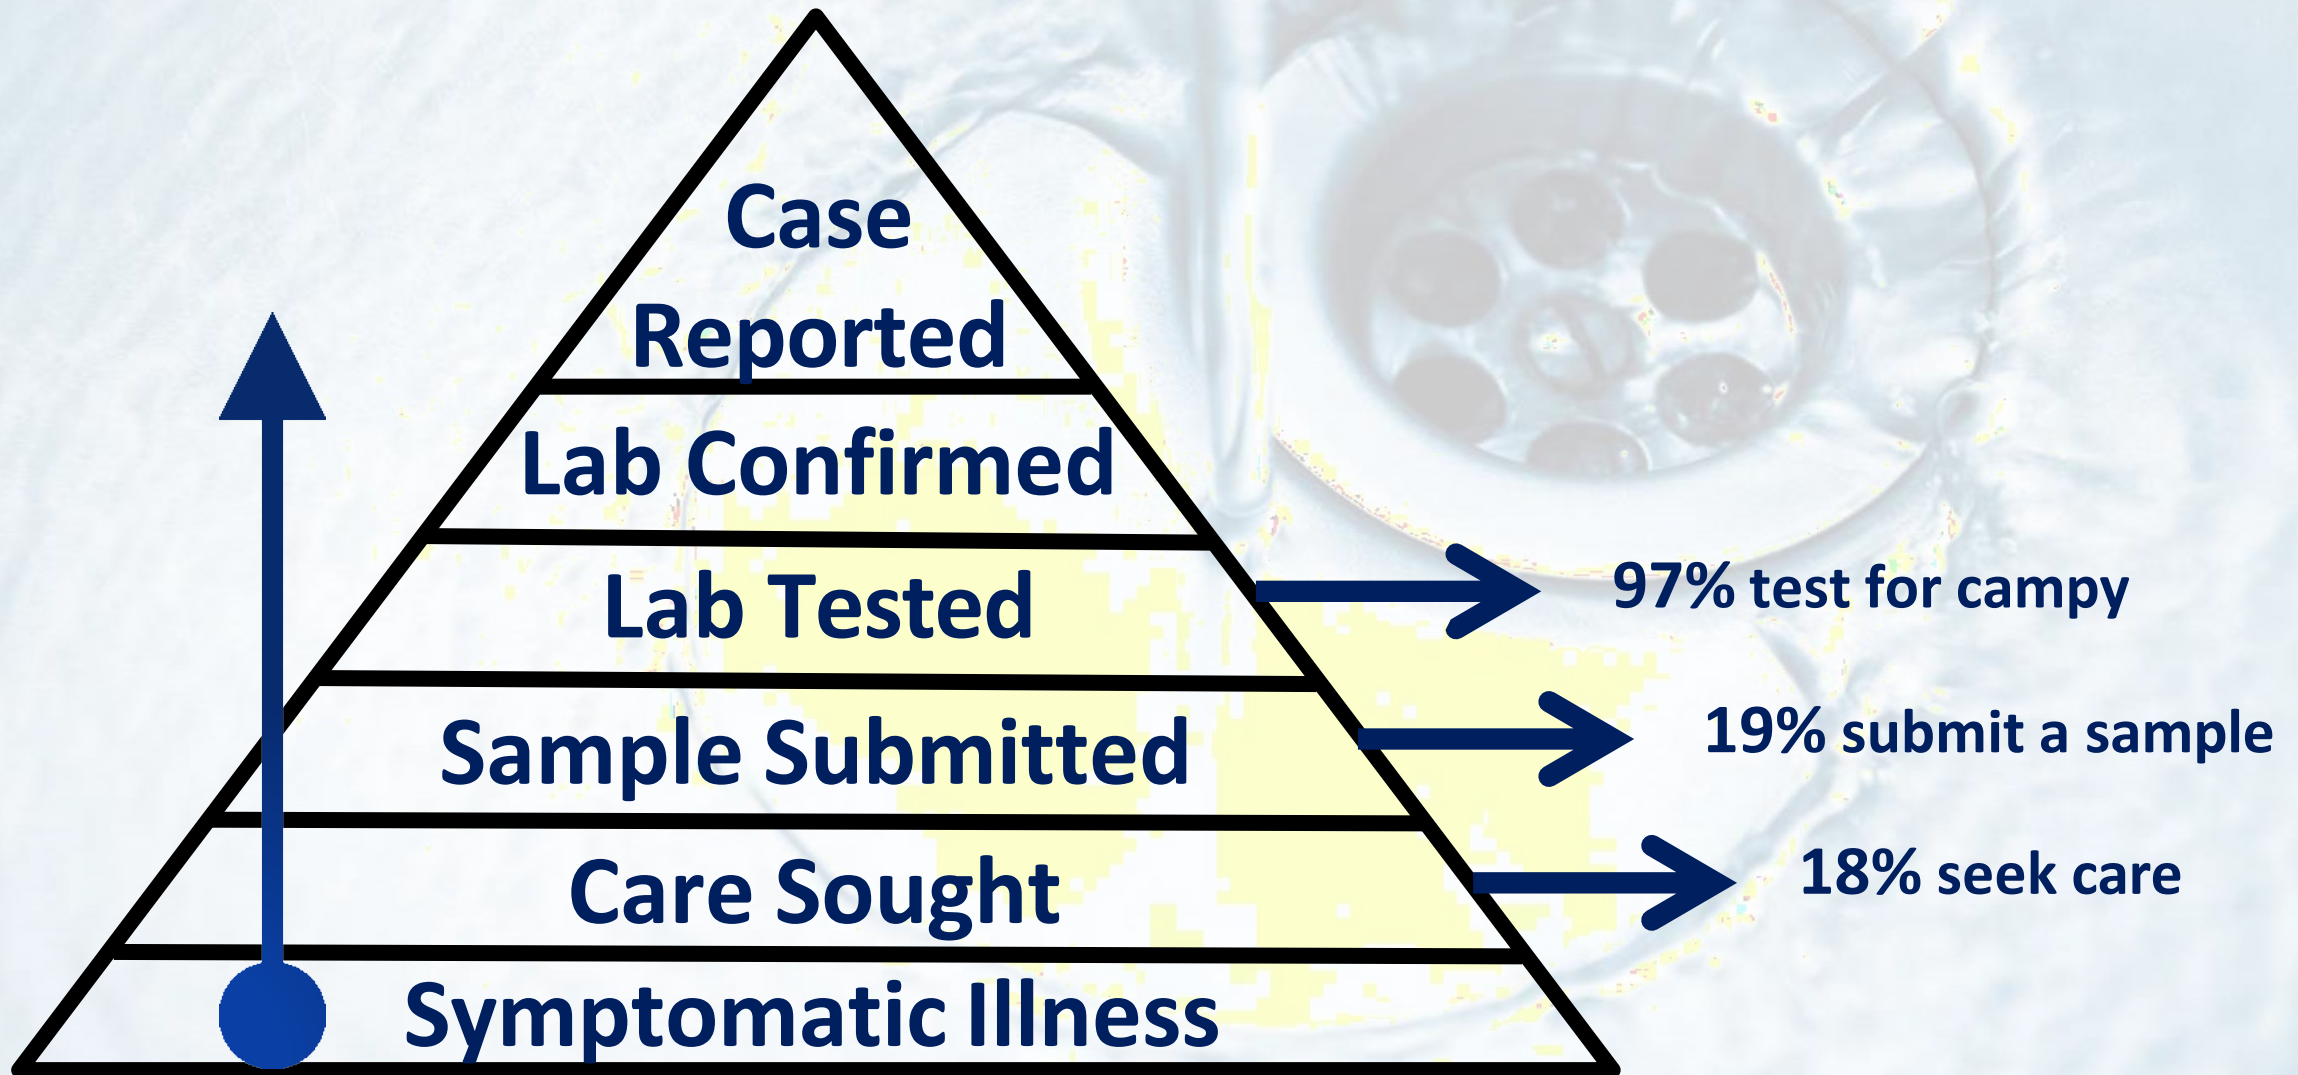 Case
Reported
Lab Confirmed
Lab Tested
97% test for campy
Sample Submitted
19% submit a sample
Care Sought
18% seek care
Symptomatic Illness